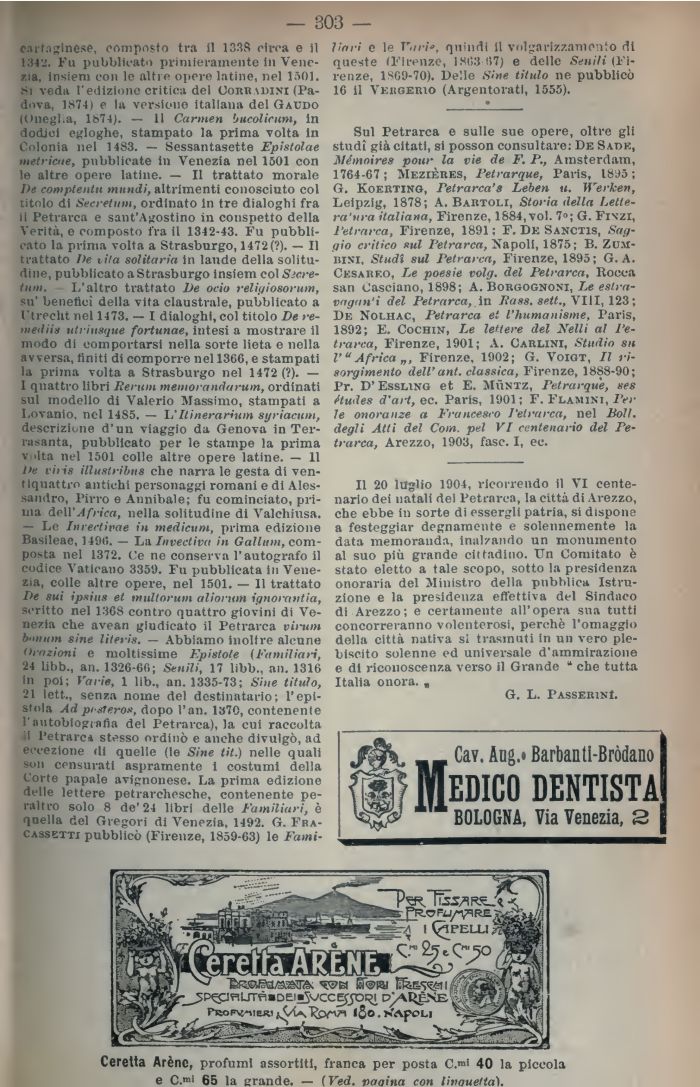 — 303 —
cartaginese, composto tra il 1338 circa e il
1342. Fu pubblicato primieramente in Vene-
zia, insiem con le altre opere latine, nel 1501.
Si veda l'edizione critica del CORRADINI (Pa-
dova, 1874) e la versione italiana del GAUDO
(Oneglia, 1874). — Il Carmen bucolicum, in
dodici egloghe, stampato la prima volta in
Colonia nel 1483. — Sessantasette Epistolae
metricae, pubblicate in Venezia nel 1501 con
le altre opere latine. — Il trattato morale
De comptentu mundi, altrimenti conosciuto col
titolo di Secretum, ordinato in tre dialoghi fra
il Petrarca e sant'Agostino in conspetto della
Verità, e composto fra il 1342-43. Fu pubbli-
cato la prima volta a Strasburgo, 1472 (?). — Il
trattato De vita solitaria in laude della solitu-
dine, pubblicato a Strasburgo insiem col Secre-
tum. — L'altro trattato De ocio religiosorum,
su' benefici della vita claustrale, pubblicato a
Utrecht nel 1473. — I dialoghi, col titolo De re-
mediis utriusque fortunae, intesi a mostrare il
modo di comportarsi nella sorte lieta e nella
avversa, finiti di comporre nel 1366, e stampati
la prima volta a Strasburgo nel 1472 (?). —
I quattro libri Rerum memorandarum, ordinati
sul modello di Valerio Massimo, stampati a
Lovanio, nel 1485. — L'Itinerarium syriacum,
descrizione d'un viaggio da Genova in Ter-
rasanta, pubblicato per le stampe la prima
volta nel 1501 colle altre opere latine. — Il
De viris illustribus che narra le gesta di ven-
tiquattro antichi personaggi romani e di Ales-
sandro, Pirro e Annibale; fu cominciato, pri-
ma dell'Africa, nella solitudine di Valchiusa.
— Le Invectivae in medicum, prima edizione
Basileae, 1496. — La Invectiva in Gallum, com-
posta nel 1372. Ce ne conserva l'autografo il
codice Vaticano 3359. Fu pubblicata in Vene-
zia, colle altre opere, nel 1501. — Il trattato
De sui ipsius et multorum aliorum ignorantia,
scritto nel 1368 contro quattro giovini di Ve-
nezia che avean giudicato il Petrarca virum
bonum sine literis. — Abbiamo inoltre alcune
Orazioni e moltissime Epistote (Familiari,
24 libb., an. 1326-66; Senili, 17 libb., an. 1316
in poi; Varie, 1 lib., an. 1335-73; Sine titulo,
21 lett., senza nome del destinatario; l'epi-
stola Ad posteros, dopo l'an. 1370, contenente
l'autobiografia del Petrarca), la cui raccolta
il Petrarca stesso ordinò e anche divulgò, ad
eccezione di quelle (le Sine tit.) nelle quali
son censurati aspramente i costumi della
Corte papale avignonese. La prima edizione
delle lettere petrarchesche, contenente pe-
raltro solo 8 de' 24 libri delle Familiari, è
quella del Gregori di Venezia, 1492. G. FRA-
CASSETTI pubblicò (Firenze, 1859-63) le Fami-
liari e le Varie, quindi il volgarizzamento di
queste (Firenze, 1863-67) e delle Senili (Fi-
renze, 1869-70). Delle Sine titulo ne pubblicò
16 il VERGERIO (Argentorati, 1555).
Sul Petrarca e sulle sue opere, oltre gli
studî già citati, si posson consultare: DE SADE,
Mémoires pour la vie de F. P., Amsterdam,
1764-67; MEZIÈRES, Petrarque, Paris, 1895;
G. KOERTING, Petrarca's Leben u. Werken,
Leipzig, 1878; A. BARTOLI, Storia della Lette-
ratura italiana, Firenze, 1884, vol. 7º; G. FINZI,
Petrarca, Firenze, 1891; F. DE SANCTIS, Sag-
gio critico sul Petrarca, Napoli, 1875; B. ZUM-
BINI, Studî sul Petrarca, Firenze, 1895; G. A.
CESAREO, Le poesie volg. del Petrarca, Rocca
san Casciano, 1898; A. BORGOGNONI, Le estra-
vaganti del Petrarca, in Rass. sett., VIII, 123;
DE NOLHAC, Petrarca et l'humanisme, Paris,
1892; E. COCHIN, Le lettere del Nelli al Pe-
trarca, Firenze, 1901; A. CARLINI, Studio su
l'"Africa", Firenze, 1902; G. VOIGT, Il ri-
sorgimento dell'ant. classica, Firenze, 1888-90;
Pr. D'ESSLING et E. MÜNTZ, Petrarque, ses
études d'art, ec. Paris, 1901; F. FLAMINI, Per
le onoranze a Francesco Petrarca, nel Boll.
degli Atti del Com. pel VI centenario del Pe-
trarca, Arezzo, 1903, fasc. I, ec.
Il 20 luglio 1904, ricorrendo il VI cente-
nario dei natali del Petrarca, la città di Arezzo,
che ebbe in sorte di essergli patria, si dispone
a festeggiar degnamente e solennemente la
data memoranda, inalzando un monumento
al suo più grande cittadino. Un Comitato è
stato eletto a tale scopo, sotto la presidenza
onoraria del Ministro della pubblica Istru-
zione e la presidenza effettiva del Sindaco
di Arezzo; e certamente all'opera sua tutti
concorreranno volenterosi, perchè l'omaggio
della città nativa si trasmuti in un vero ple-
biscito solenne ed universale d'ammirazione
e di riconoscenza verso il Grande "che tutta
Italia onora."
G. L. PASSERINI.
Cav. Aug.º Barbanti-Bròdano
MEDICO DENTISTA
BOLOGNA, Via Venezia, 2
PER FISSARE
E PROFUMARE
I CAPELLI
C.MI 25 e C.MI 50
Ceretta ARÈNE
PROFUMATA CON FIORI FRESCHI
SPECIALITÀ DEI SUCCESSORI D'ARÈNE
PROFUMIERI, VIA ROMA 180. NAPOLI
Ceretta Arène, profumi assortiti, franca per posta C.mi 40 la piccola
e C.mi 65 la grande. — (Ved. pagina con linguetta).